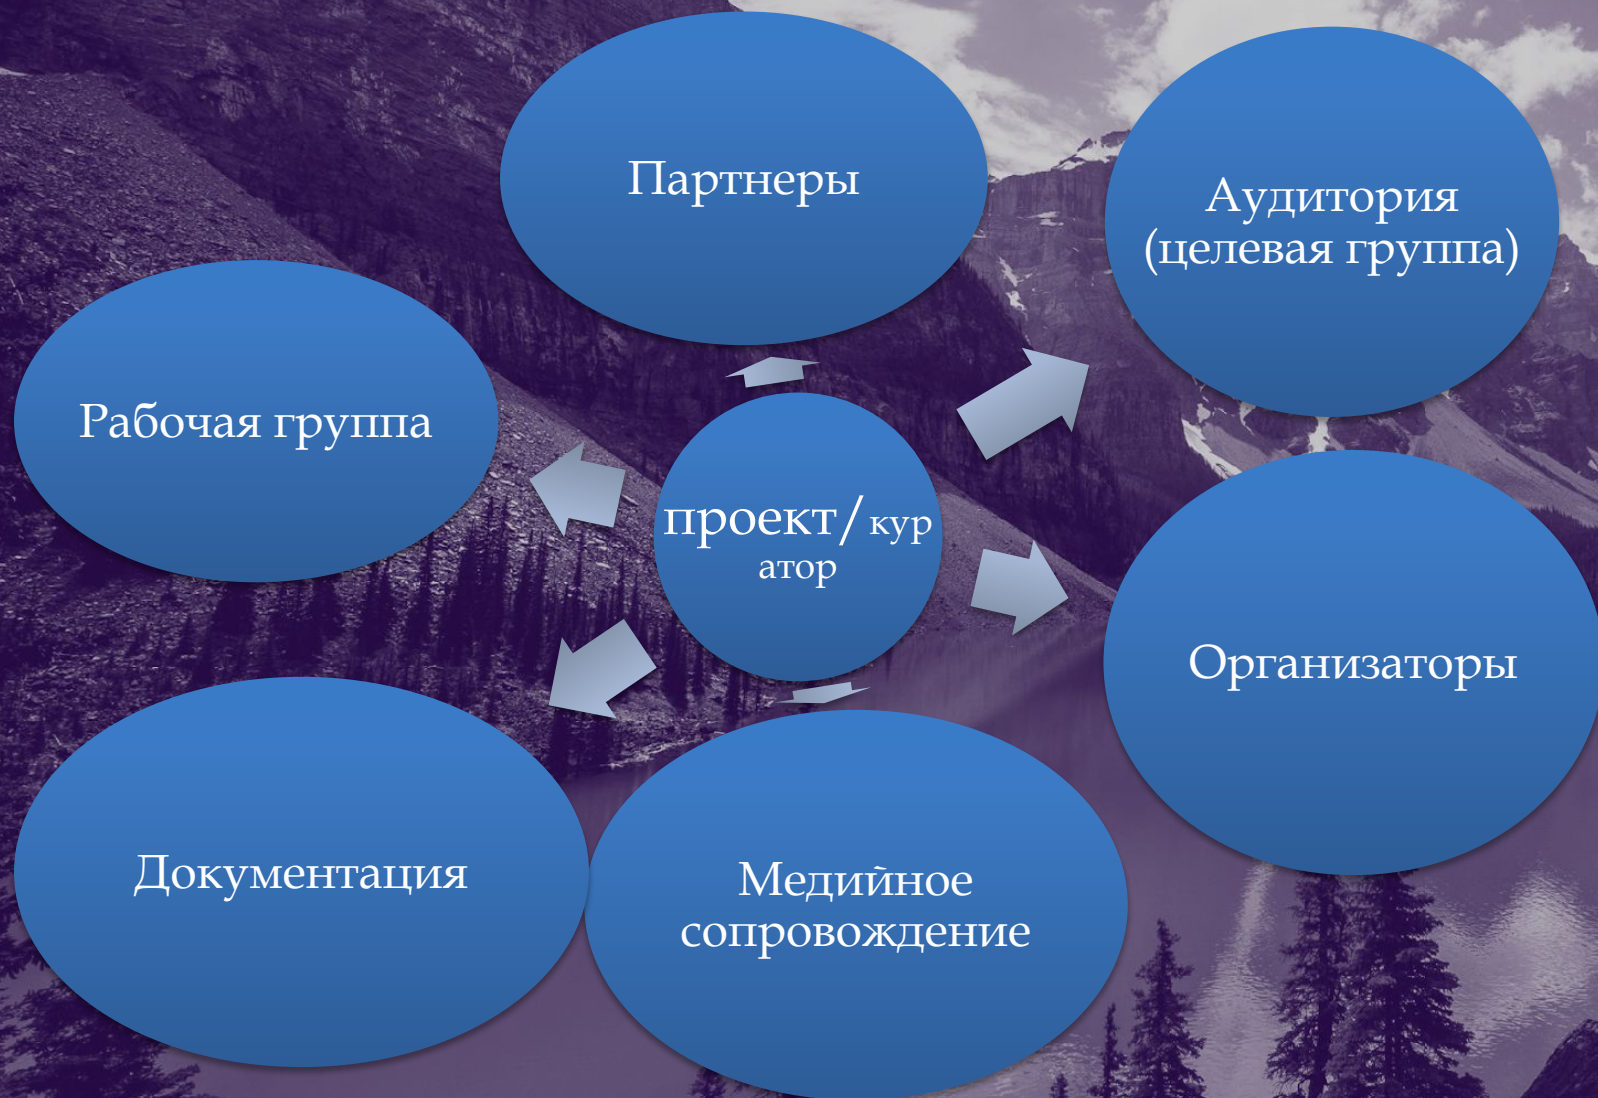 Партнеры
Аудитория
(целевая группа)
Рабочая группа
проект/кур
атор
Организаторы
Документация
Медийное
сопровождение